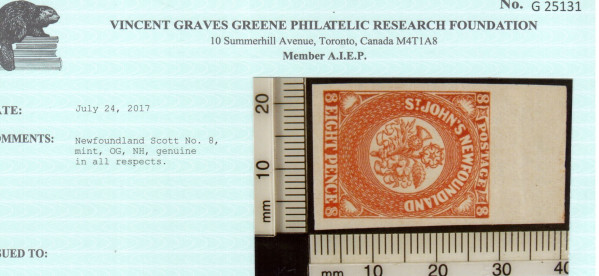 No. G 25131
VINCENT GRAVES GREENE PHILATELIC RESEARCH FOUNDATION
10 Summerhill Avenue, Toronto, Canada M4T1A8
Member A.I.E.P.
ATE: July 24, 2017
OMMENTS: Newfoundland Scott No. 8,
mint, OG, NH, genuine
in all respects.
SUED TO:
20
10
mm
8 EIGHT PENCE 8
ST JOHN'S NEWFOUNDLAND
8 POSTAGE 8
mm 10 20 30 40